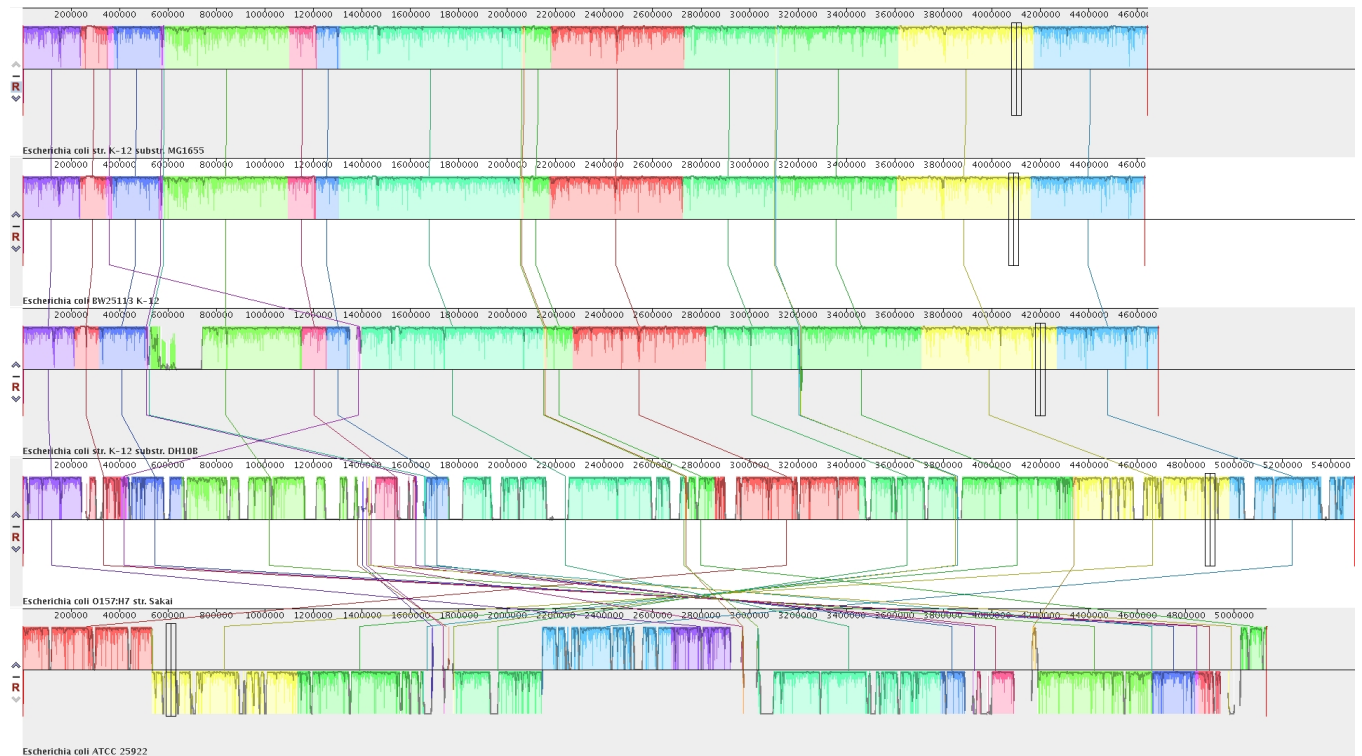 200000 400000 600000 800000 1000000 1200000 1400000 1600000 1800000 2000000 2200000 2400000 2600000 2800000 3000000 3200000 3400000 3600000 3800000 4000000 4200000 4400000 46000
R
Escherichia coli str. K-12 substr. MG1655
200000 400000 600000 800000 1000000 1200000 1400000 1600000 1800000 2000000 2200000 2400000 2600000 2800000 3000000 3200000 3400000 3600000 3800000 4000000 4200000 4400000 46000
R
Escherichia coli BW25113 K-12
200000 400000 600000 800000 1000000 1200000 1400000 1600000 1800000 2000000 2200000 2400000 2600000 2800000 3000000 3200000 3400000 3600000 3800000 4000000 4200000 4400000 4600000
R
Escherichia coli str. K-12 substr. DH10B
200000 400000 600000 800000 1000000 1200000 1400000 1600000 1800000 2000000 2200000 2400000 2600000 2800000 3000000 3200000 3400000 3600000 3800000 4000000 4200000 4400000 4600000 4800000 5000000 5200000 5400000
R
Escherichia coli O157:H7 str. Sakai
200000 400000 600000 800000 1000000 1200000 1400000 1600000 1800000 2000000 2200000 2400000 2600000 2800000 3000000 3200000 3400000 3600000 3800000 4000000 4200000 4400000 4600000 4800000 5000000
R
Escherichia coli ATCC 25922